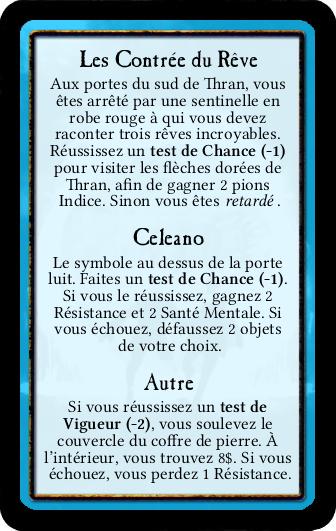 Les Contrée du Rêve
Aux portes du sud de Thran, vous
êtes arrêté par une sentinelle en
robe rouge à qui vous devez
raconter trois rêves incroyables.
Réussissez un test de Chance (-1)
pour visiter les flèches dorées de
Thran, afin de gagner 2 pions
Indice. Sinon vous êtes retardé .
Celeano
Le symbole au dessus de la porte
luit. Faites un test de Chance (-1).
Si vous le réussissez, gagnez 2
Résistance et 2 Santé Mentale. Si
vous échouez, défaussez 2 objets
de votre choix.
Autre
Si vous réussissez un test de
Vigueur (-2), vous soulevez le
couvercle du coffre de pierre. À
l'intérieur, vous trouvez 8$. Si vous
échouez, vous perdez 1 Résistance.